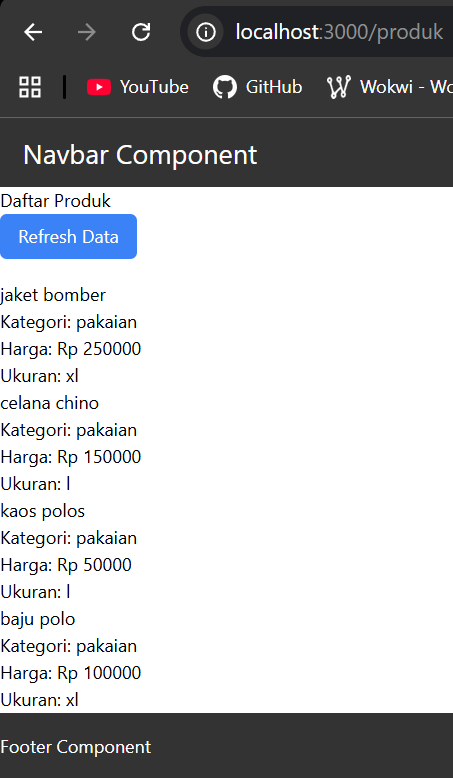 localhost:3000/produk
YouTube GitHub Wokwi - Wo
Navbar Component
Daftar Produk
Refresh Data
jaket bomber
Kategori: pakaian
Harga: Rp 250000
Ukuran: xl
celana chino
Kategori: pakaian
Harga: Rp 150000
Ukuran: l
kaos polos
Kategori: pakaian
Harga: Rp 50000
Ukuran: l
baju polo
Kategori: pakaian
Harga: Rp 100000
Ukuran: xl
Footer Component